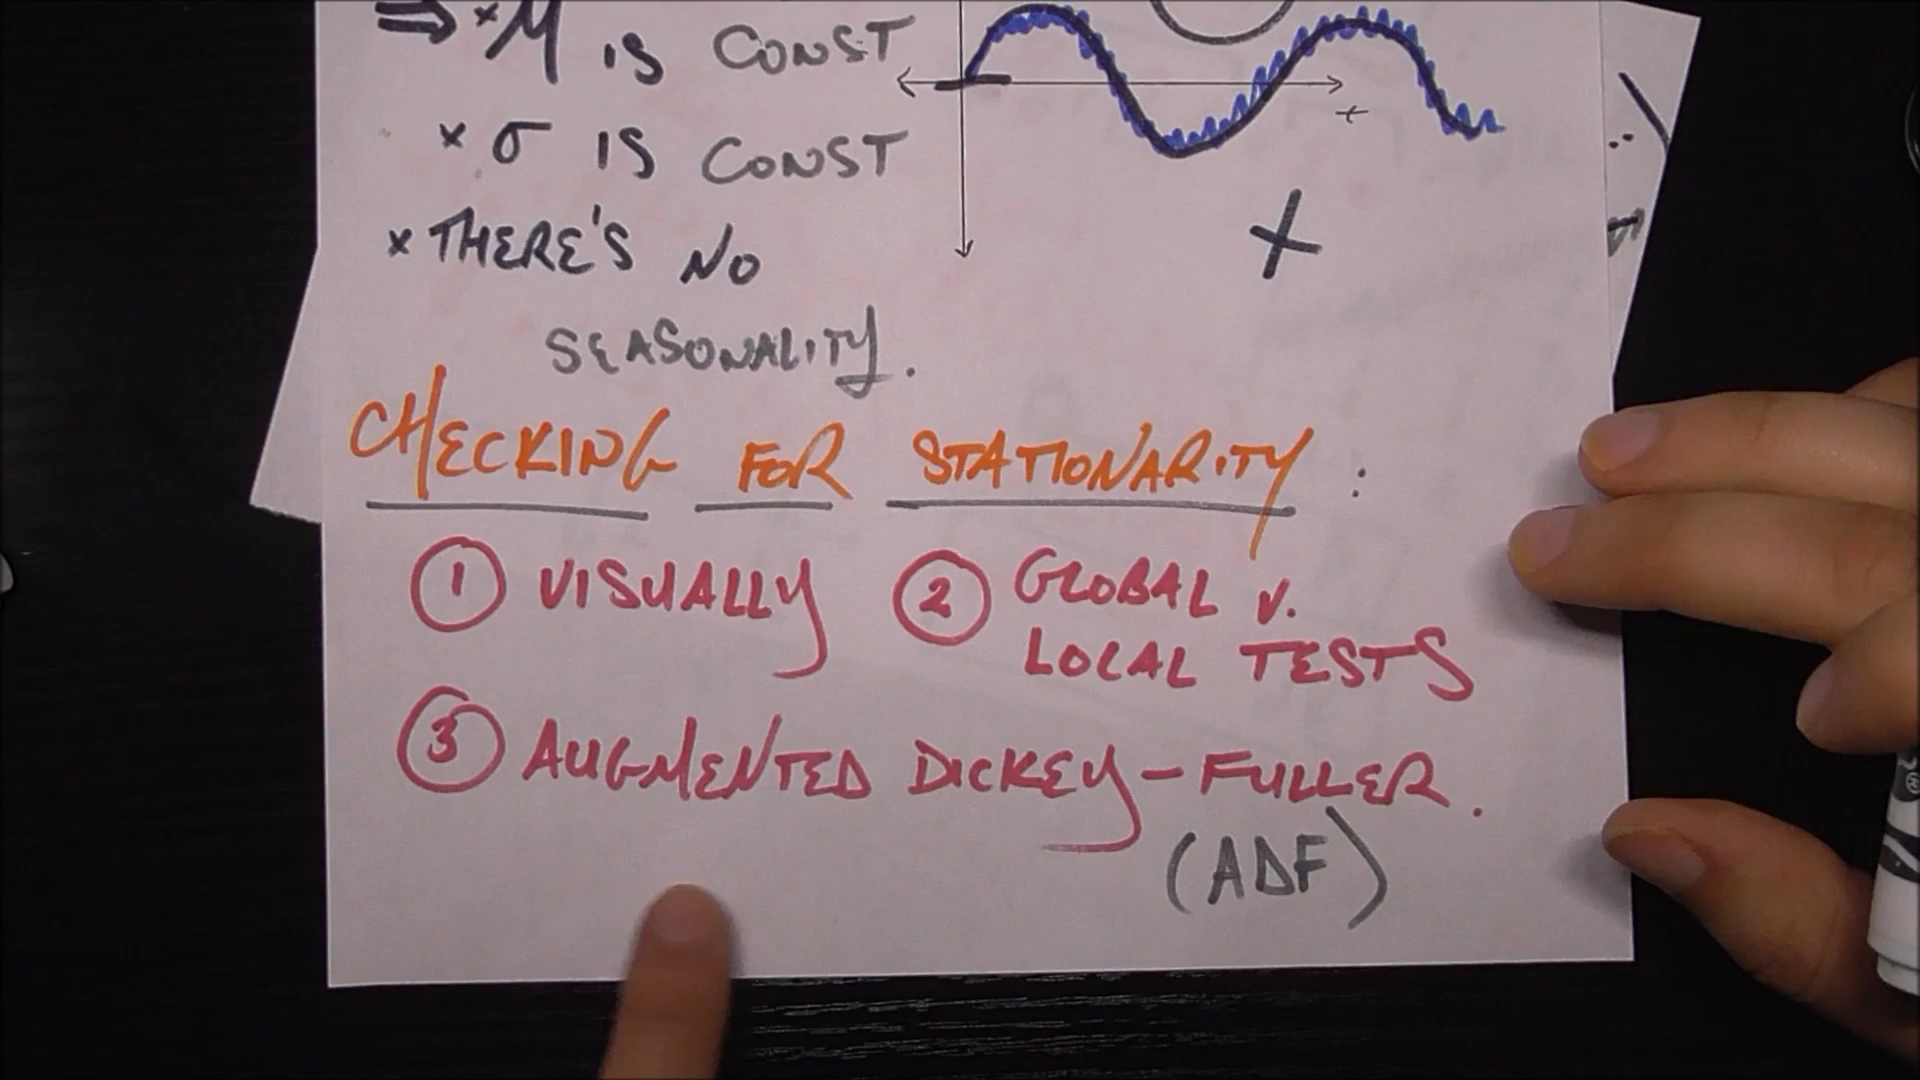 ⇒ × μ IS CONST
× σ IS CONST
× THERE'S NO
SEASONALITY.
t
CHECKING FOR STATIONARITY :
① VISUALLY
② GLOBAL v.
LOCAL TESTS
③ AUGMENTED DICKEY-FULLER.
(ADF)